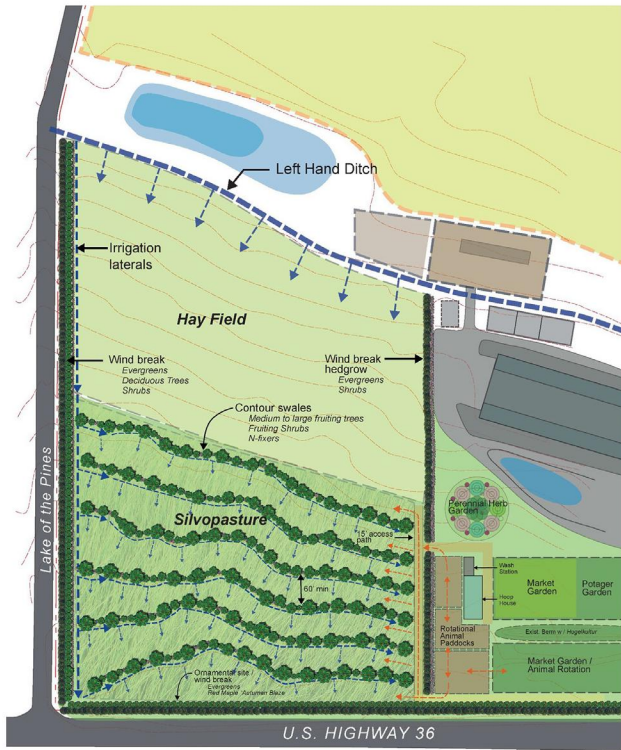 Left Hand Ditch
Irrigation
laterals
Hay Field
Wind break
Evergreens
Deciduous Trees
Shrubs
Wind break
hedgrow
Evergreens
Shrubs
Contour swales
Medium to large fruiting trees
Fruiting Shrubs
N-fixers
Lake of the Pines
Silvopasture
15' access
path
Perennial Herb
Garden
Wash
Station
Hoop
House
Market
Garden
Potager
Garden
60' min
Rotational
Animal
Paddocks
Exist. Berm w/ Hugelkultur
Market Garden /
Animal Rotation
Ornamental site /
wind break
Evergreens
Red Maple 'Autumn Blaze'
U.S. HIGHWAY 36